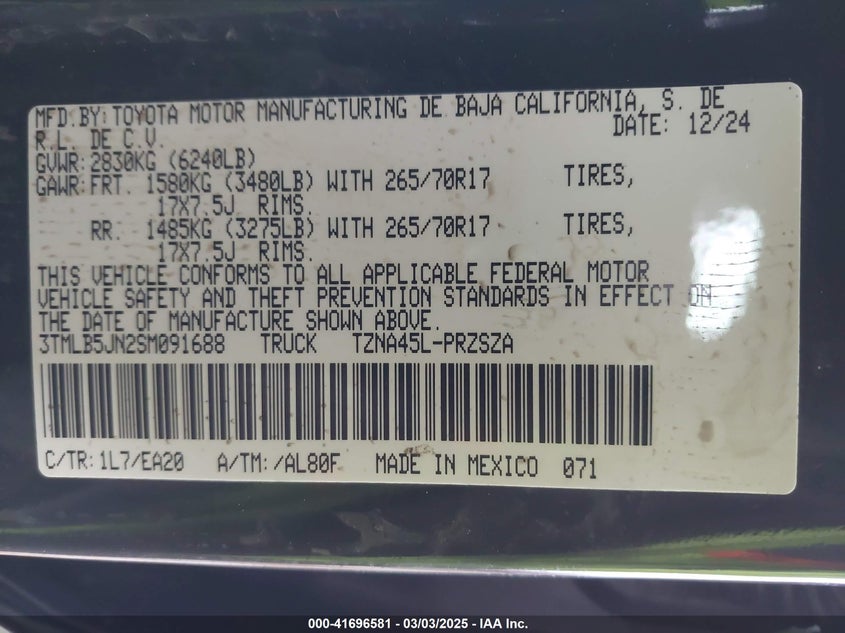 MFD.BY: TOYOTA MOTOR MANUFACTURING DE BAJA CALIFORNIA, S. DE
R.L. DE C.V. DATE: 12/24
GVWR: 2830KG (6240LB)
GAWR: FRT. 1580KG (3480LB) WITH 265/70R17 TIRES,
17X7.5J RIMS.
RR. 1485KG (3275LB) WITH 265/70R17 TIRES,
17X7.5J RIMS.
THIS VEHICLE CONFORMS TO ALL APPLICABLE FEDERAL MOTOR
VEHICLE SAFETY AND THEFT PREVENTION STANDARDS IN EFFECT ON
THE DATE OF MANUFACTURE SHOWN ABOVE.
3TMLB5JN2SM091688 TRUCK TZNA45L-PRZSZA
C/TR: 1L7/EA20 A/TM: /AL80F MADE IN MEXICO 071
000-41696581 — 03/03/2025 — IAA Inc.